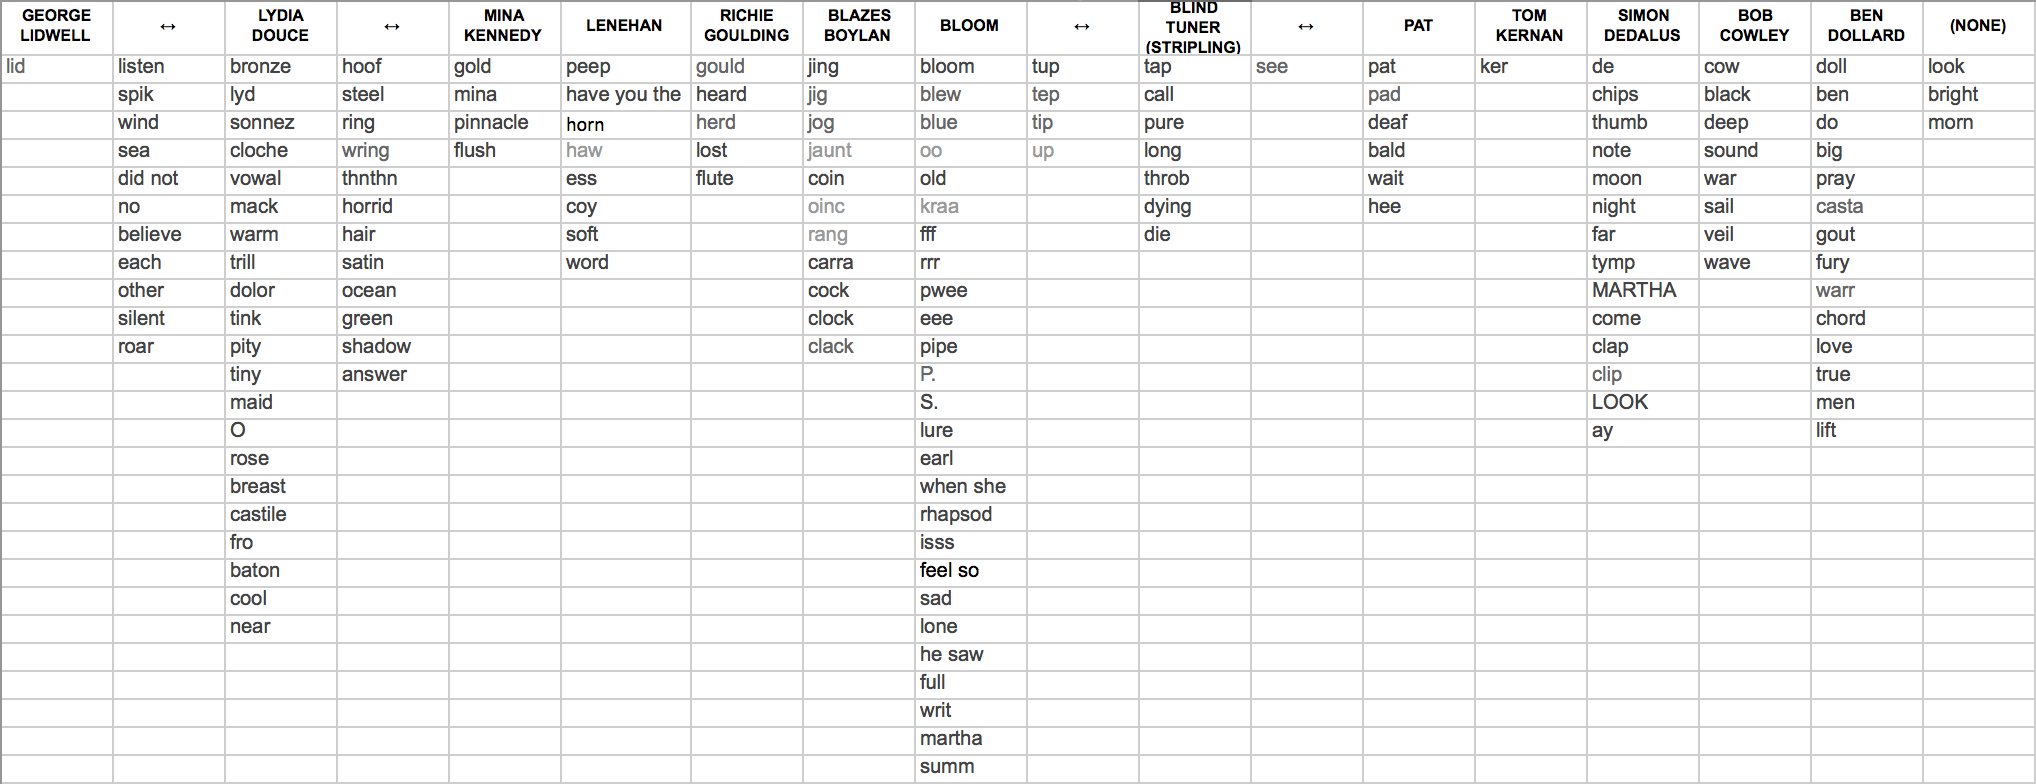 GEORGE LIDWELL ↔ LYDIA DOUCE ↔ MINA KENNEDY LENEHAN RICHIE GOULDING BLAZES BOYLAN BLOOM ↔ BLIND TUNER (STRIPLING) ↔ PAT TOM KERNAN SIMON DEDALUS BOB COWLEY BEN DOLLARD (NONE)
lid listen bronze hoof gold peep gould jing bloom tup tap see pat ker de cow doll look
spik lyd steel mina have you the heard jig blew tep call pad chips black ben bright
wind sonnez ring pinnacle horn herd jog blue tip pure deaf thumb deep do morn
sea cloche wring flush haw lost jaunt oo up long bald note sound big
did not vowal thnthn ess flute coin old throb wait moon war pray
no mack horrid coy oinc kraa dying hee night sail casta
believe warm hair soft rang fff die far veil gout
each trill satin word carra rrr tymp wave fury
other dolor ocean cock pwee MARTHA warr
silent tink green clock eee come chord
roar pity shadow clack pipe clap love
tiny answer P. clip true
maid S. LOOK men
O lure ay lift
rose earl
breast when she
castile rhapsod
fro isss
baton feel so
cool sad
near lone
he saw
full
writ
martha
summ